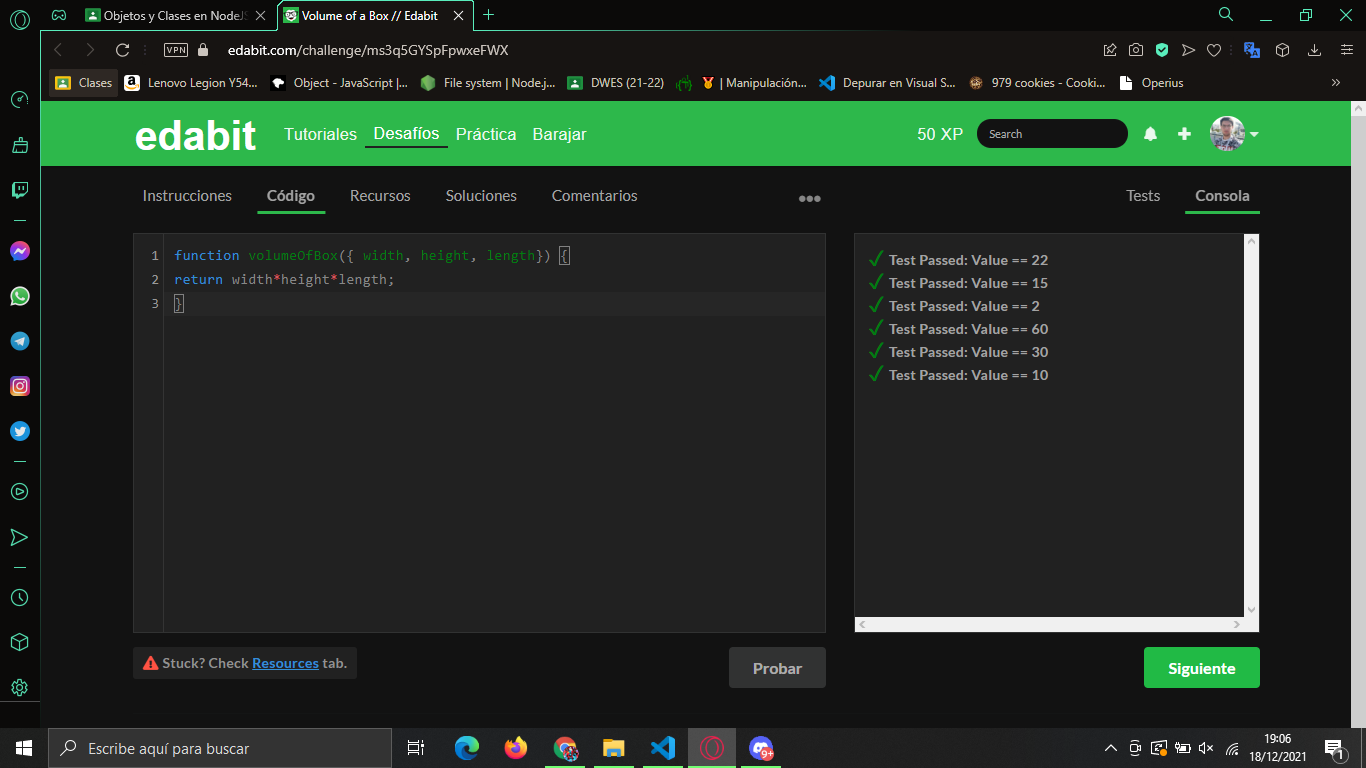 Objetos y Clases en NodeJS
Volume of a Box // Edabit
VPN
edabit.com/challenge/ms3q5GYSpFpwxeFWX
Clases
Lenovo Legion Y54...
Object - JavaScript |...
File system | Node.j...
DWES (21-22)
| Manipulación...
Depurar en Visual S...
979 cookies - Cooki...
Operius
»
edabit
Tutoriales
Desafíos
Práctica
Barajar
50 XP
Search
Instrucciones
Código
Recursos
Soluciones
Comentarios
Tests
Consola
1 function volumeOfBox({ width, height, length}) {
2 return width*height*length;
3 }
Test Passed: Value == 22
Test Passed: Value == 15
Test Passed: Value == 2
Test Passed: Value == 60
Test Passed: Value == 30
Test Passed: Value == 10
Stuck? Check Resources tab.
Probar
Siguiente
Escribe aquí para buscar
9+
19:06
18/12/2021
1